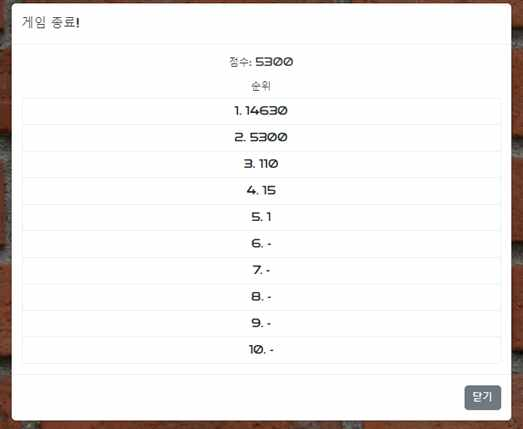 게임 종료!
점수: 5300
순위
1. 14630
2. 5300
3. 110
4. 15
5. 1
6. -
7. -
8. -
9. -
10. -
닫기